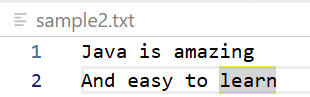 sample2.txt
1 Java is amazing
2 And easy to learn